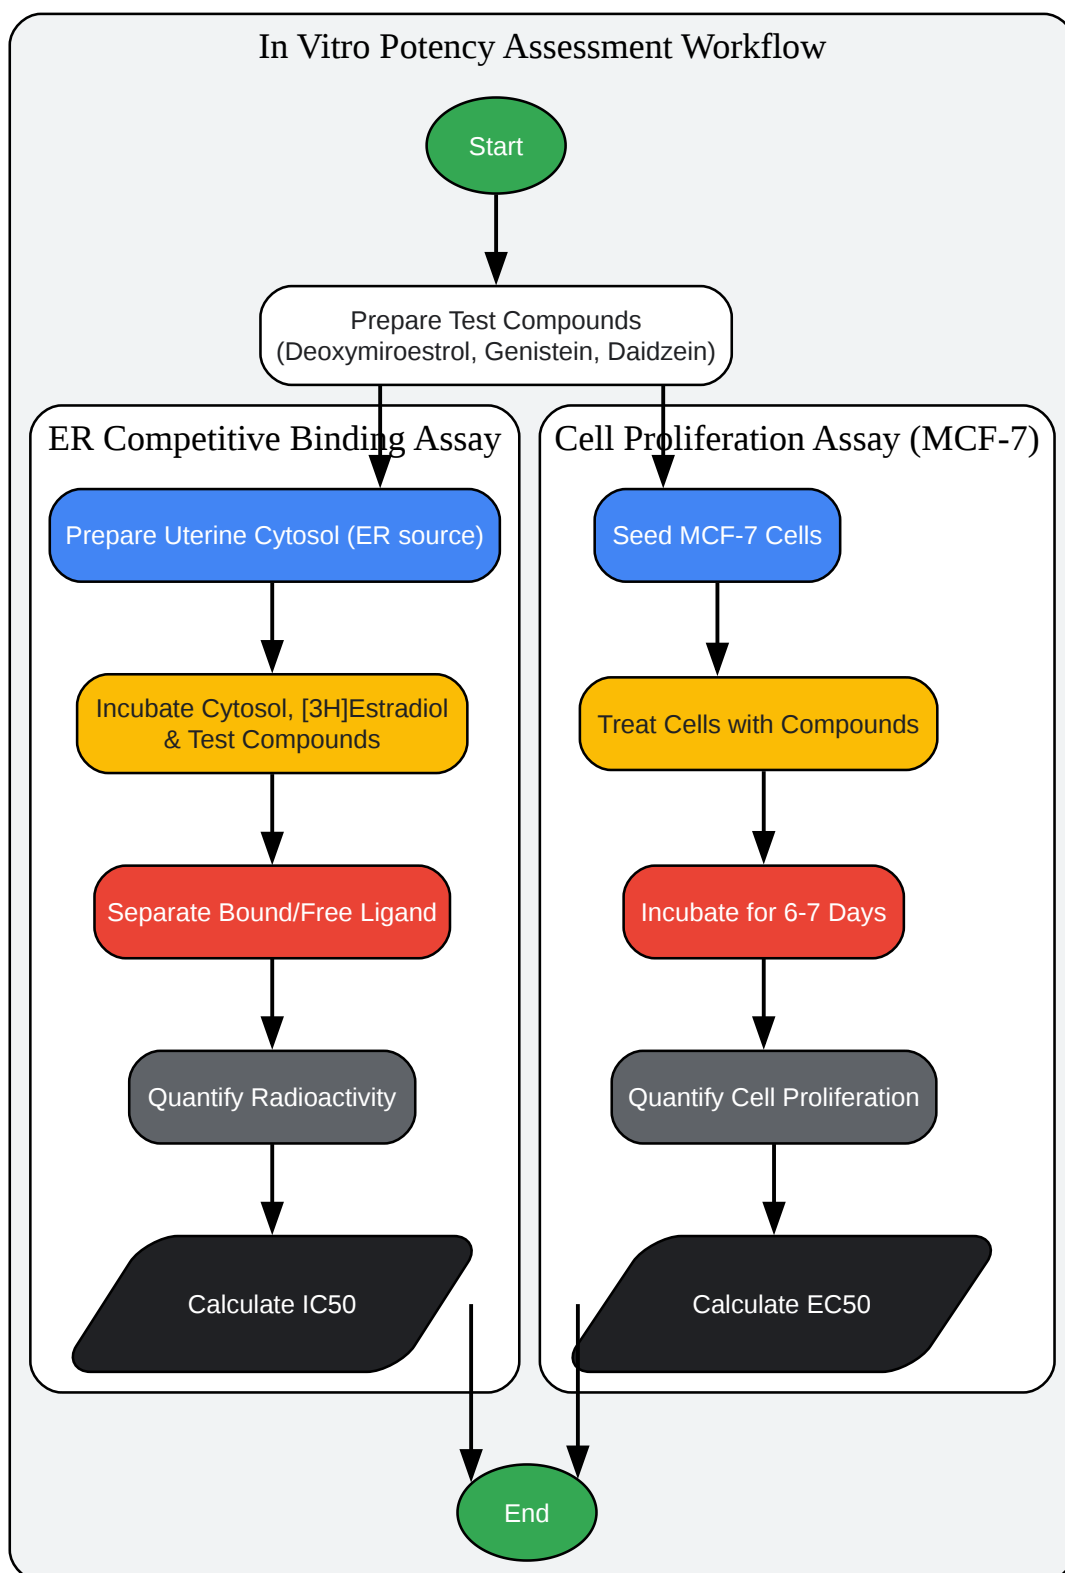 In Vitro Potency Assessment Workflow
Start
Prepare Test Compounds
(Deoxymiroestrol, Genistein, Daidzein)
ER Competitive Binding Assay
Prepare Uterine Cytosol (ER source)
Incubate Cytosol, [3H]Estradiol
& Test Compounds
Separate Bound/Free Ligand
Quantify Radioactivity
Calculate IC50
Cell Proliferation Assay (MCF-7)
Seed MCF-7 Cells
Treat Cells with Compounds
Incubate for 6-7 Days
Quantify Cell Proliferation
Calculate EC50
End